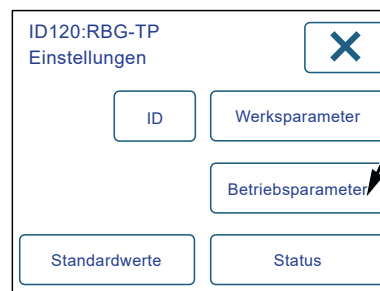 ID120:RBG-TP
Einstellungen
ID
Werksparameter
Betriebsparameter
Standardwerte
Status